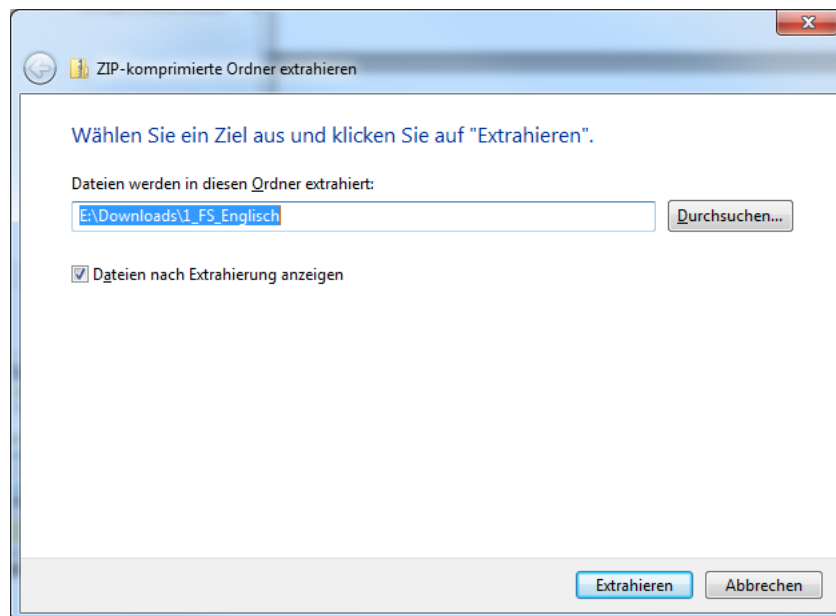 ZIP-komprimierte Ordner extrahieren
Wählen Sie ein Ziel aus und klicken Sie auf "Extrahieren".
Dateien werden in diesen Ordner extrahiert:
E:\Downloads\1_FS_Englisch
Durchsuchen...
Dateien nach Extrahierung anzeigen
Extrahieren
Abbrechen